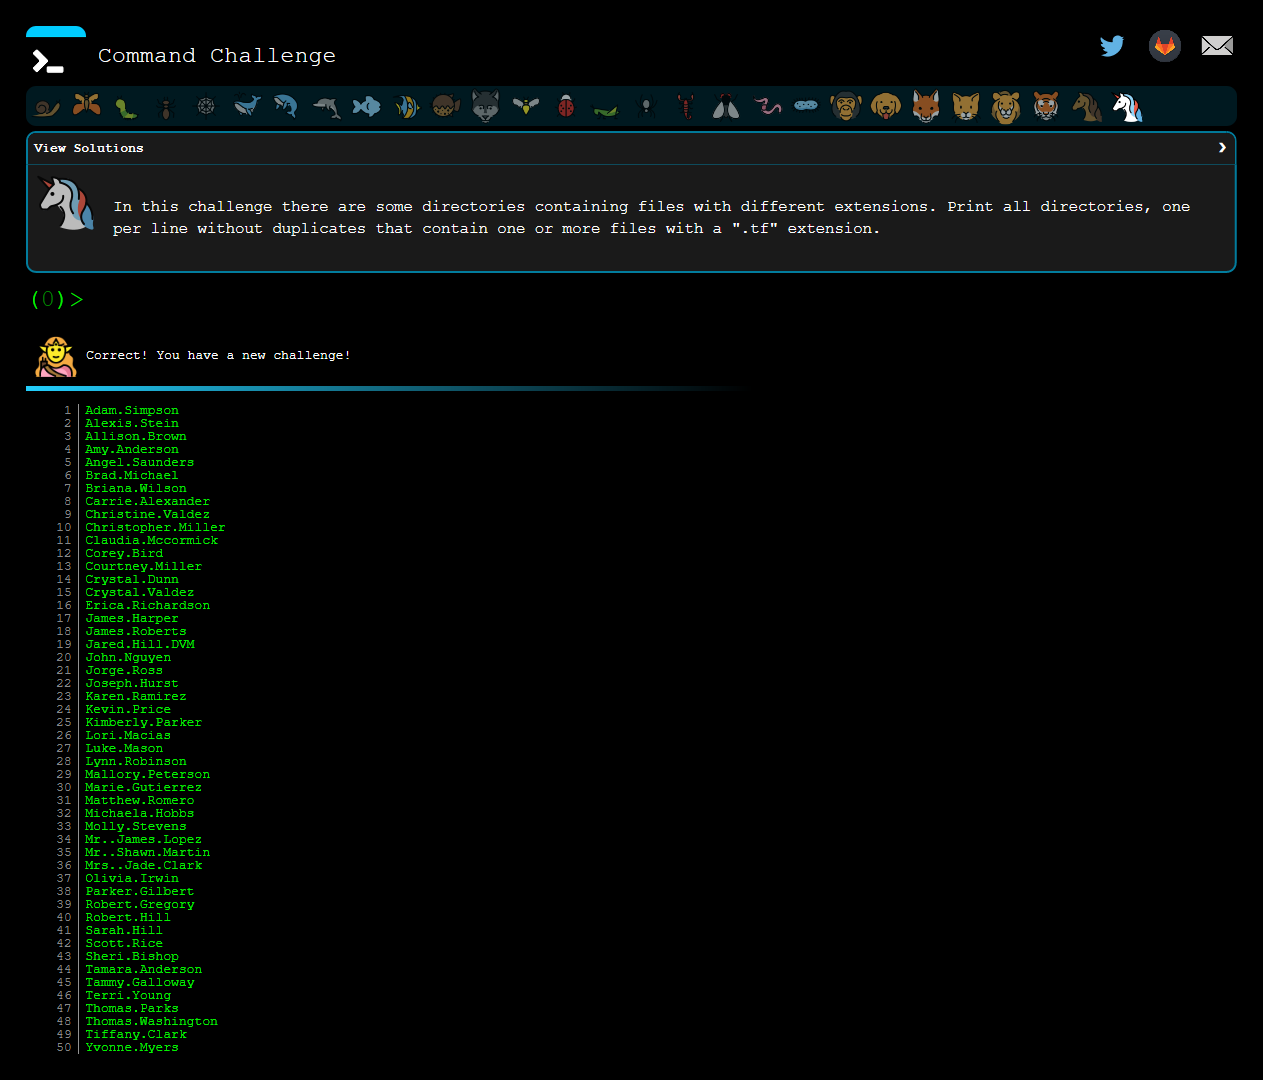 Command Challenge
View Solutions
In this challenge there are some directories containing files with different extensions. Print all directories, one
per line without duplicates that contain one or more files with a ".tf" extension.
(0)>
Correct! You have a new challenge!
1 Adam.Simpson
2 Alexis.Stein
3 Allison.Brown
4 Amy.Anderson
5 Angel.Saunders
6 Brad.Michael
7 Briana.Wilson
8 Carrie.Alexander
9 Christine.Valdez
10 Christopher.Miller
11 Claudia.Mccormick
12 Corey.Bird
13 Courtney.Miller
14 Crystal.Dunn
15 Crystal.Valdez
16 Erica.Richardson
17 James.Harper
18 James.Roberts
19 Jared.Hill.DVM
20 John.Nguyen
21 Jorge.Ross
22 Joseph.Hurst
23 Karen.Ramirez
24 Kevin.Price
25 Kimberly.Parker
26 Lori.Macias
27 Luke.Mason
28 Lynn.Robinson
29 Mallory.Peterson
30 Marie.Gutierrez
31 Matthew.Romero
32 Michaela.Hobbs
33 Molly.Stevens
34 Mr..James.Lopez
35 Mr..Shawn.Martin
36 Mrs..Jade.Clark
37 Olivia.Irwin
38 Parker.Gilbert
39 Robert.Gregory
40 Robert.Hill
41 Sarah.Hill
42 Scott.Rice
43 Sheri.Bishop
44 Tamara.Anderson
45 Tammy.Galloway
46 Terri.Young
47 Thomas.Parks
48 Thomas.Washington
49 Tiffany.Clark
50 Yvonne.Myers